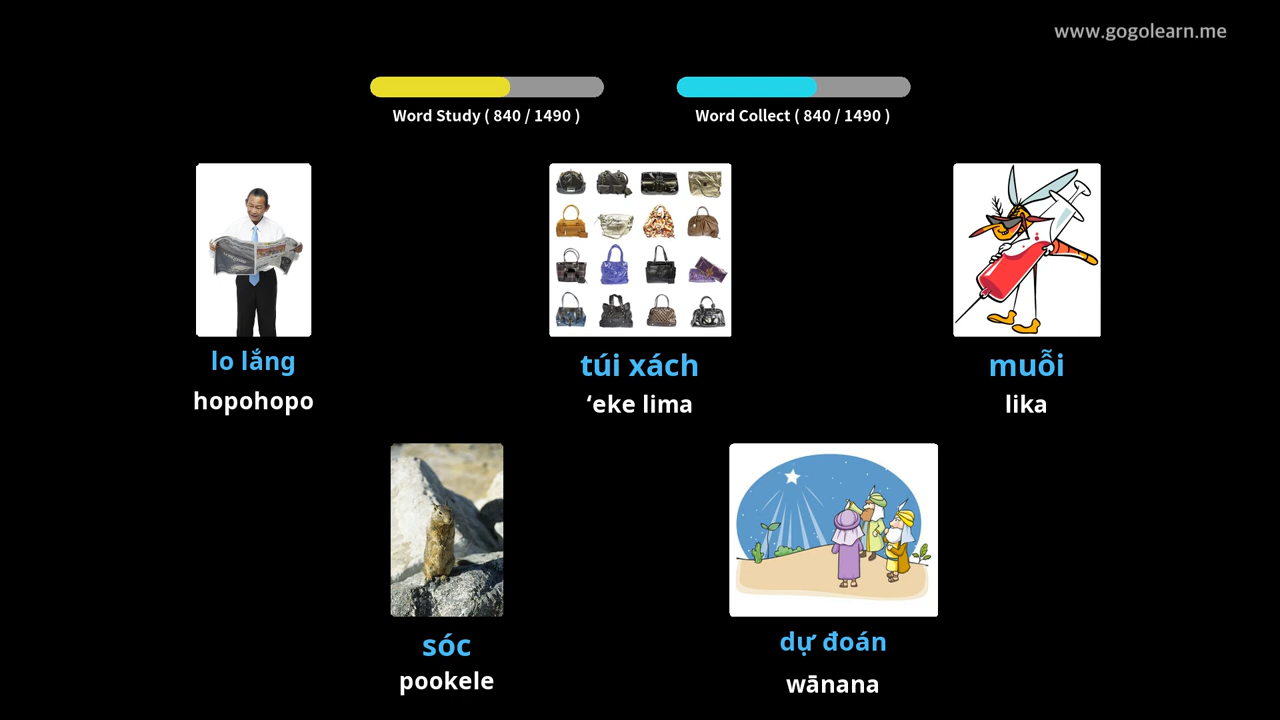 www.gogolearn.me
Word Study ( 840 / 1490 )
Word Collect ( 840 / 1490 )
lo lắng
hopohopo
túi xách
ʻeke lima
muỗi
lika
sóc
pookele
dự đoán
wānana